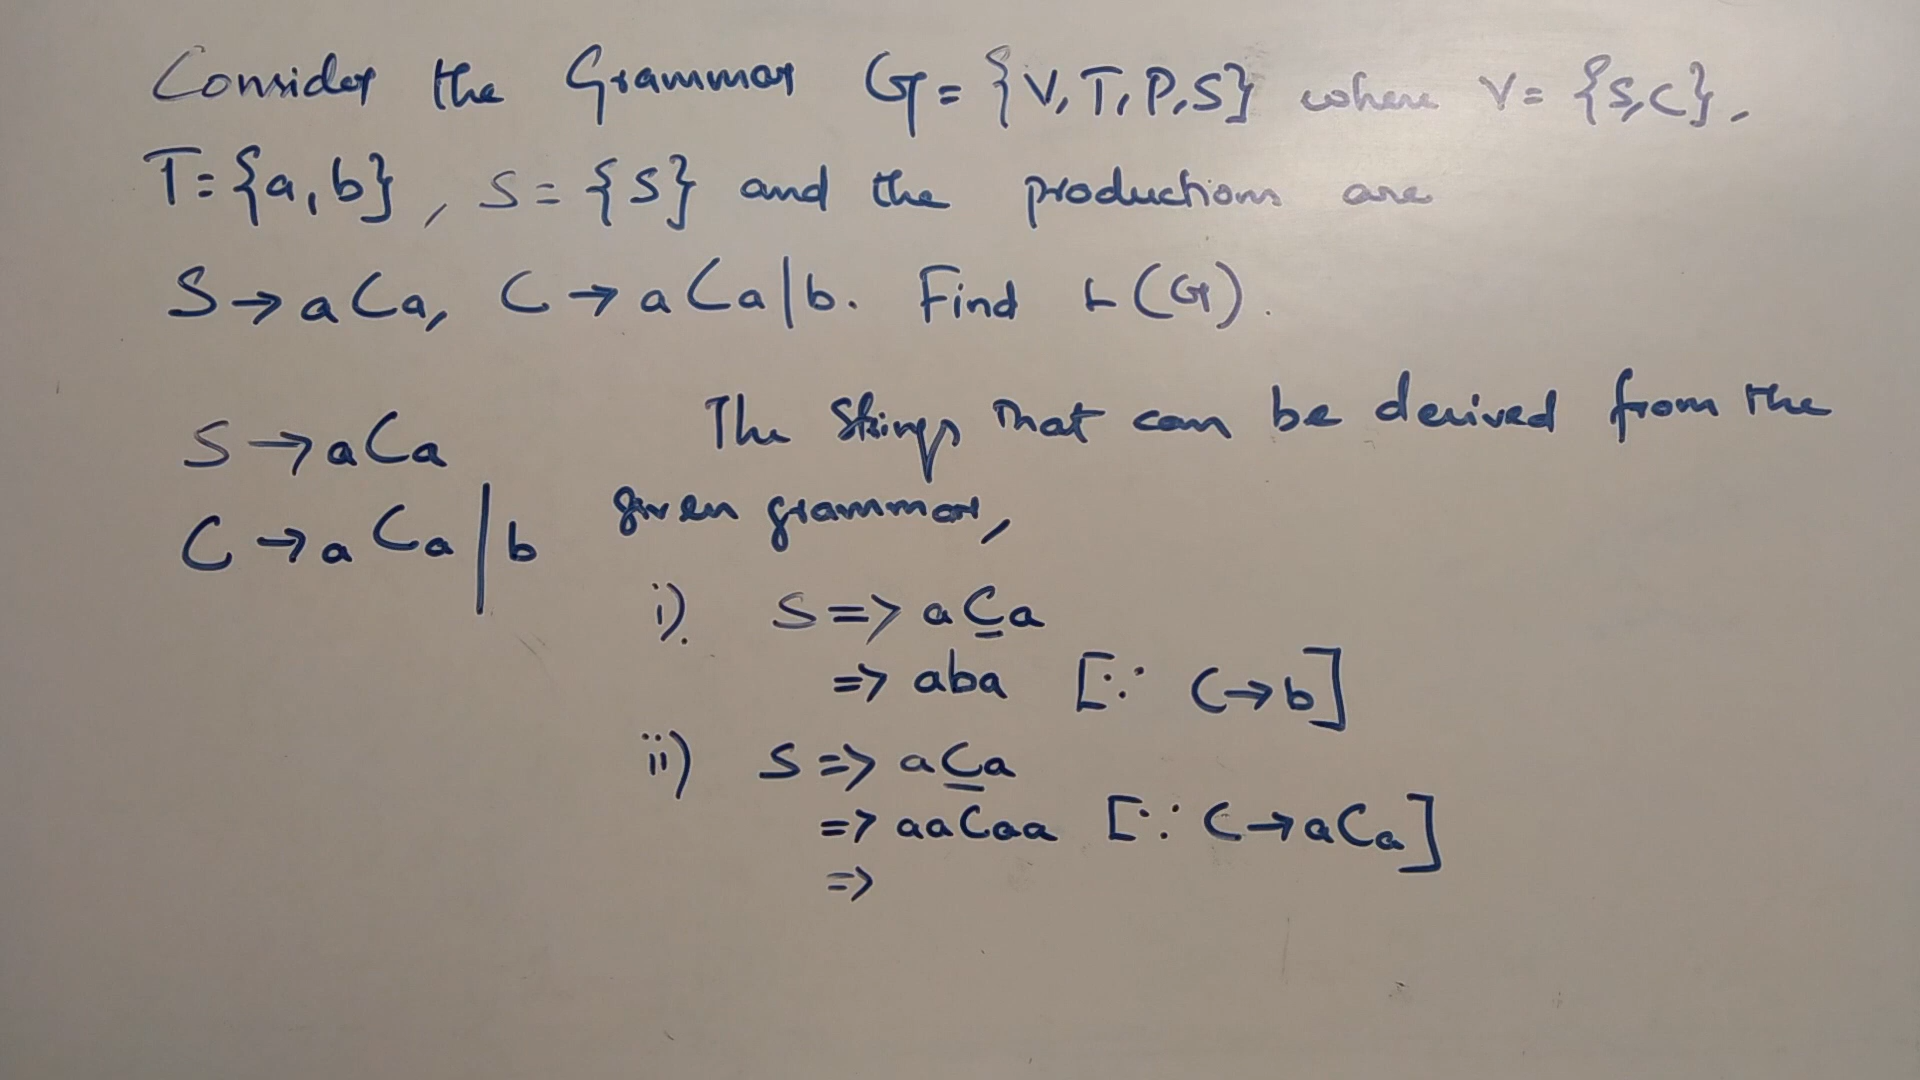 Consider the Grammar G = {V, T, P, S} where V = {S, C},
T = {a, b}, S = {S} and the productions are
S → aCa, C → aCa | b. Find L(G).
S → aCa
C → aCa | b
The Strings that can be derived from the
given grammar,
i). S => aCa
=> aba [∵ C → b]
ii) S => aCa
=> aaCaa [∵ C → aCa]
=>